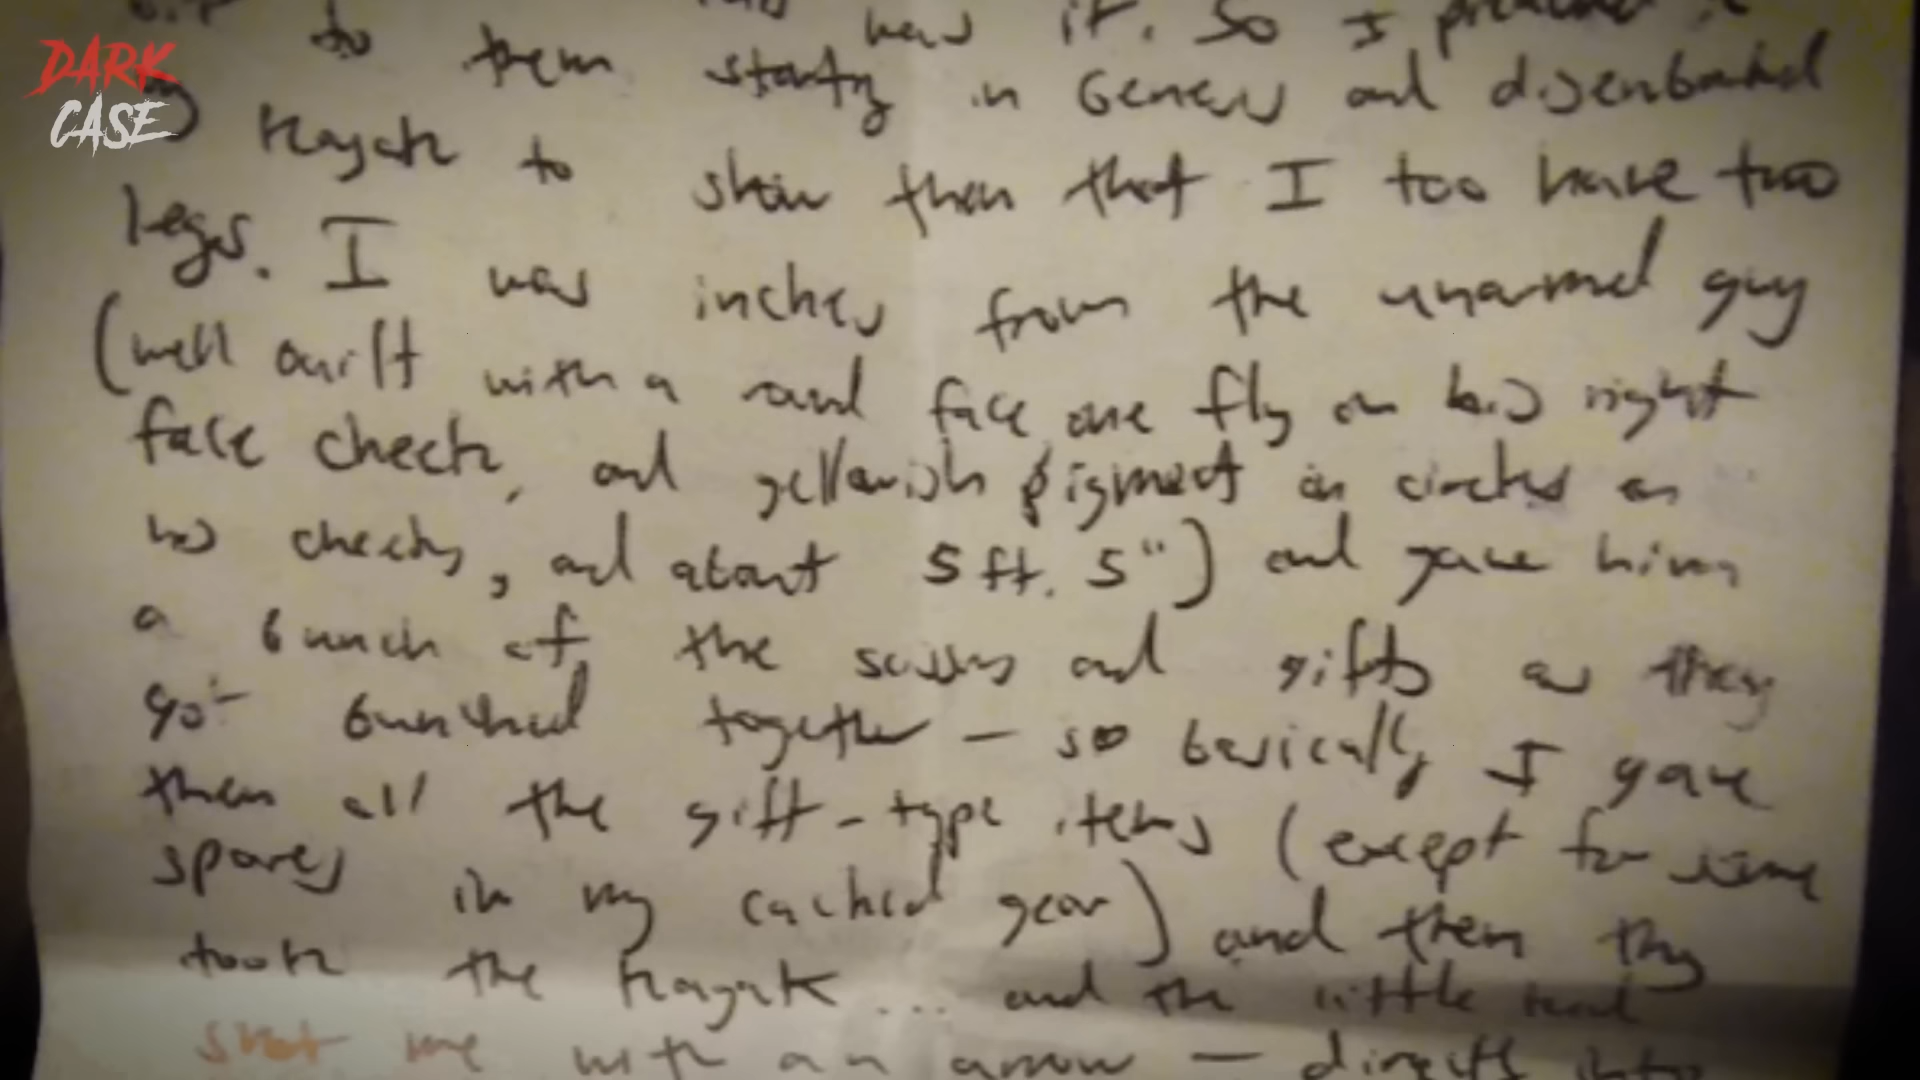 DARK
CASE
to them it. So I
to them starting in Genesis and disembarked
kayak to show them that I too have two
legs. I was inches from the unarmed guy
(well built with a round face one fly on his right
face cheek, and yellowish pigment in circles on
his cheeks, and about 5 ft. 5") and gave him
a bunch of the scissors and gifts as they
got bunched together - so basically I gave
them all the gift-type items (except for some
spares in my cached gear) and then they
took the kayak... and the little kid
shot me with an arrow — directly into